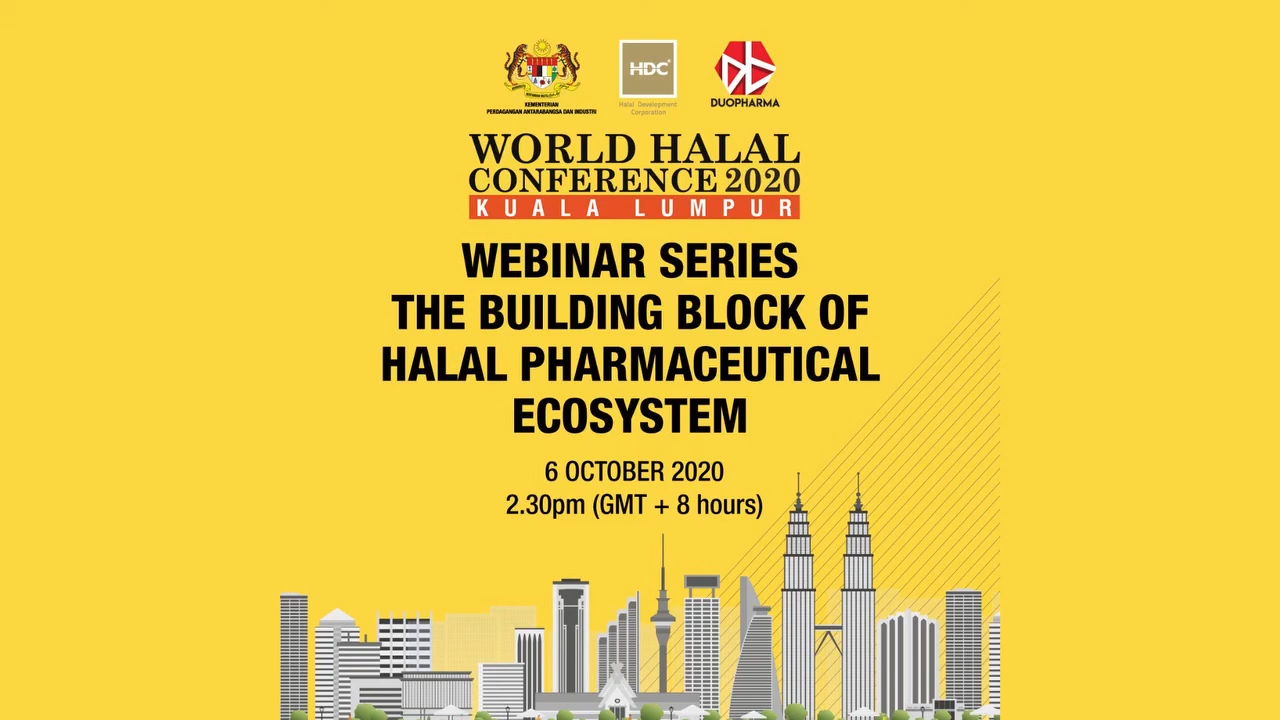 KEMENTERIAN
PERDAGANGAN ANTARABANGSA DAN INDUSTRI
HDC
Halal Development
Corporation
DUOPHARMA
WORLD HALAL
CONFERENCE 2020
KUALA LUMPUR
WEBINAR SERIES
THE BUILDING BLOCK OF
HALAL PHARMACEUTICAL
ECOSYSTEM
6 OCTOBER 2020
2.30pm (GMT + 8 hours)